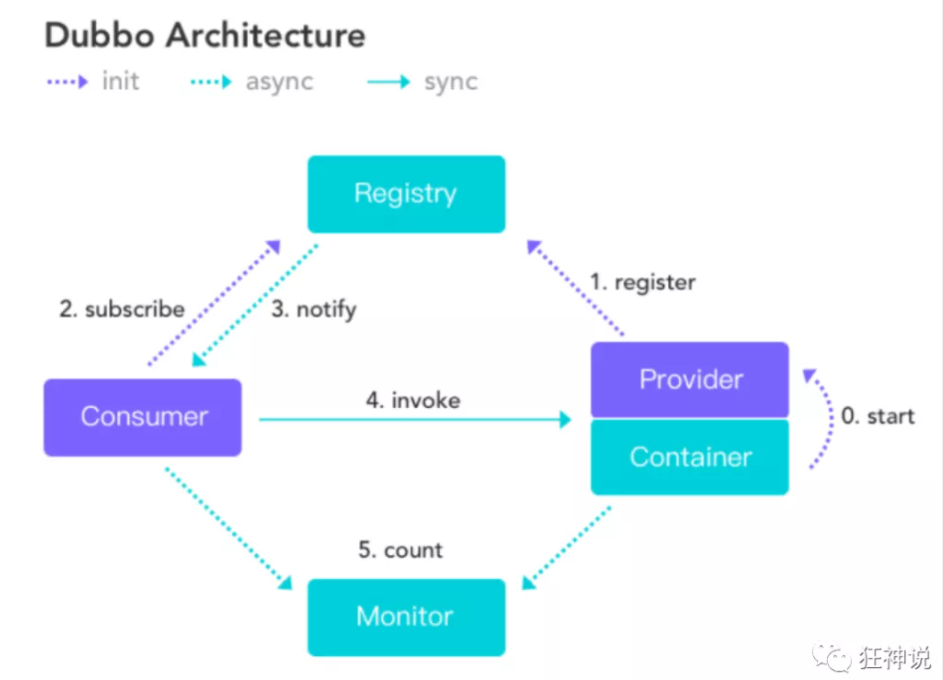 Dubbo Architecture
init async sync
Registry
1. register
2. subscribe
3. notify
Provider
4. invoke
Consumer
0. start
Container
5. count
Monitor
狂神说